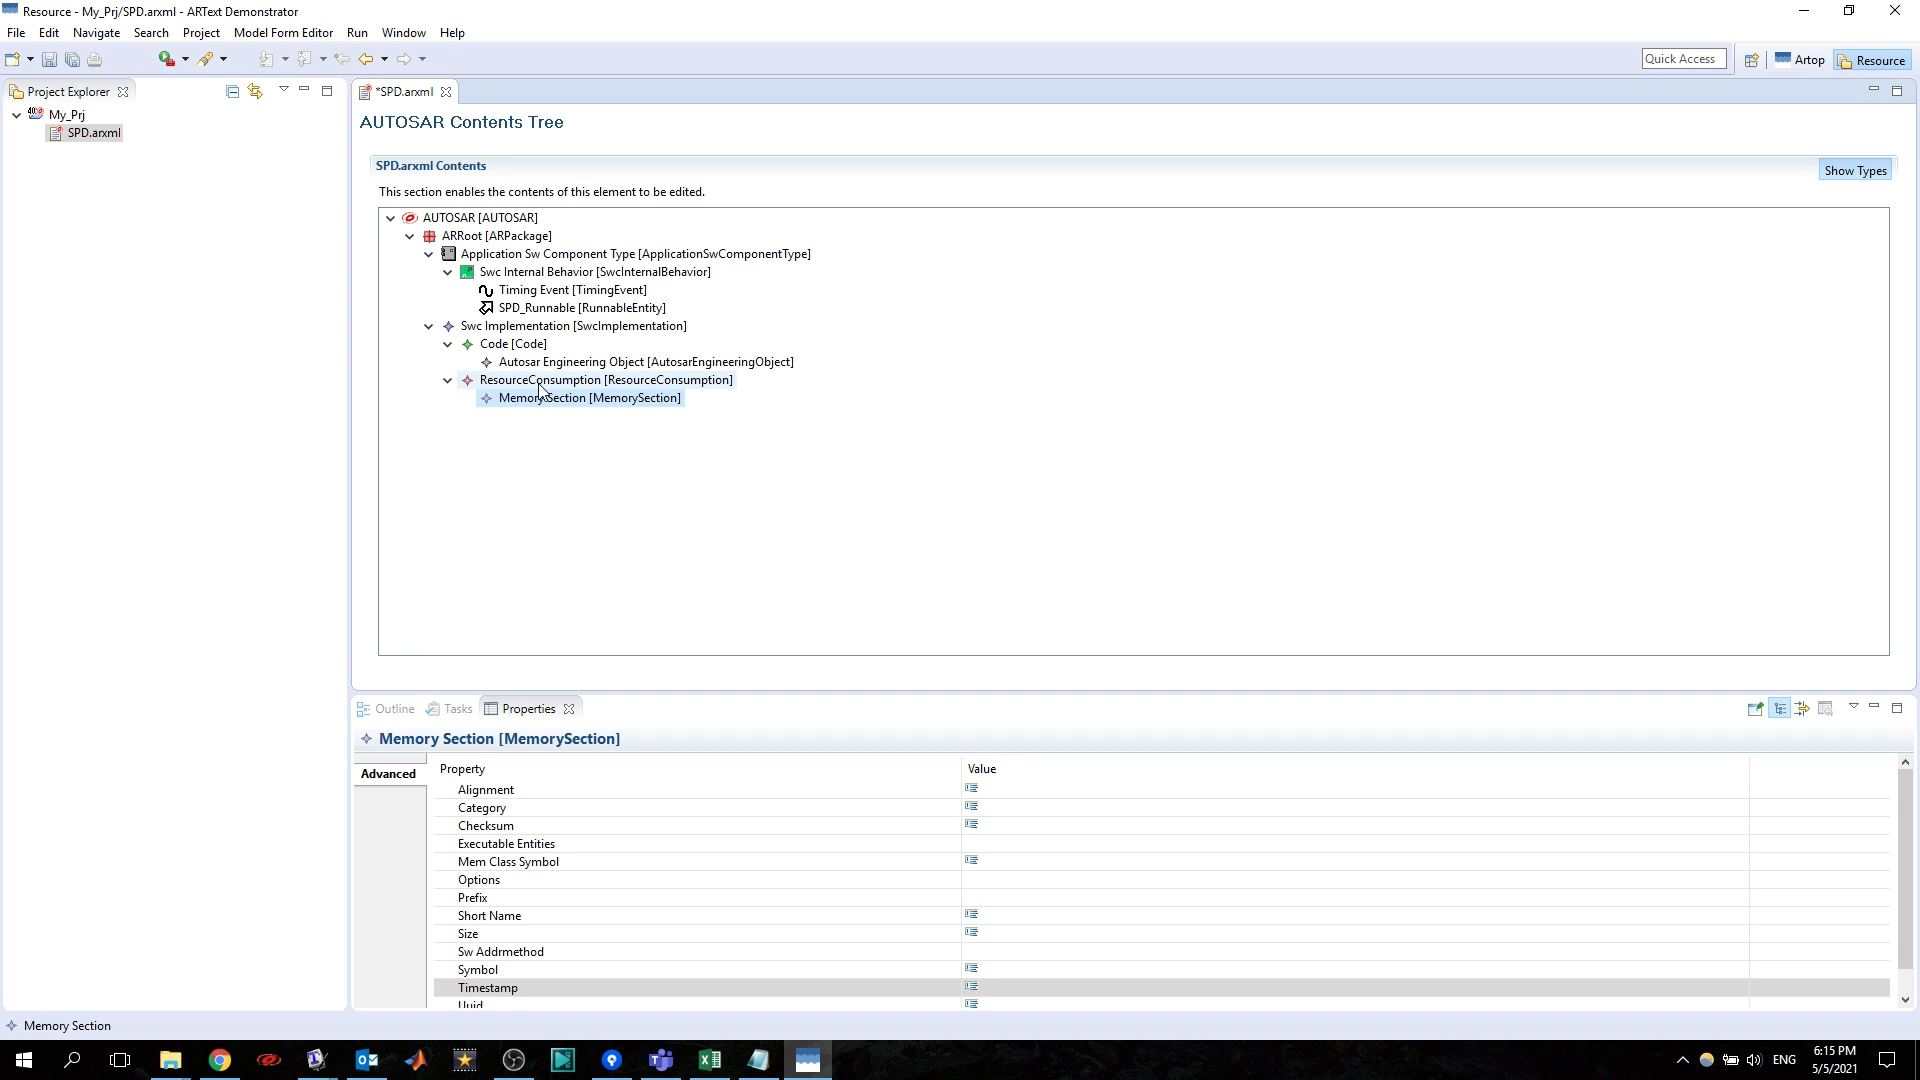 Resource - My_Prj/SPD.arxml - ARText Demonstrator
File Edit Navigate Search Project Run Model Form Editor Window Help
Quick Access Artop Resource
Project Explorer
My_Prj
SPD.arxml
*SPD.arxml
AUTOSAR Contents Tree
SPD.arxml Contents
Show Types
This section enables the contents of this element to be edited.
AUTOSAR [AUTOSAR]
ARRoot [ARPackage]
Application Sw Component Type [ApplicationSwComponentType]
Swc Internal Behavior [SwcInternalBehavior]
Timing Event [TimingEvent]
SPD_Runnable [RunnableEntity]
Swc Implementation [SwcImplementation]
Code [Code]
Autosar Engineering Object [AutosarEngineeringObject]
ResourceConsumption [ResourceConsumption]
MemorySection [MemorySection]
Outline Tasks Properties
Memory Section [MemorySection]
Advanced
Property Value
Alignment
Category
Checksum
Executable Entities
Mem Class Symbol
Options
Prefix
Short Name
Size
Sw Addrmethod
Symbol
Timestamp
Uuid
Memory Section
ENG
6:15 PM
5/5/2021